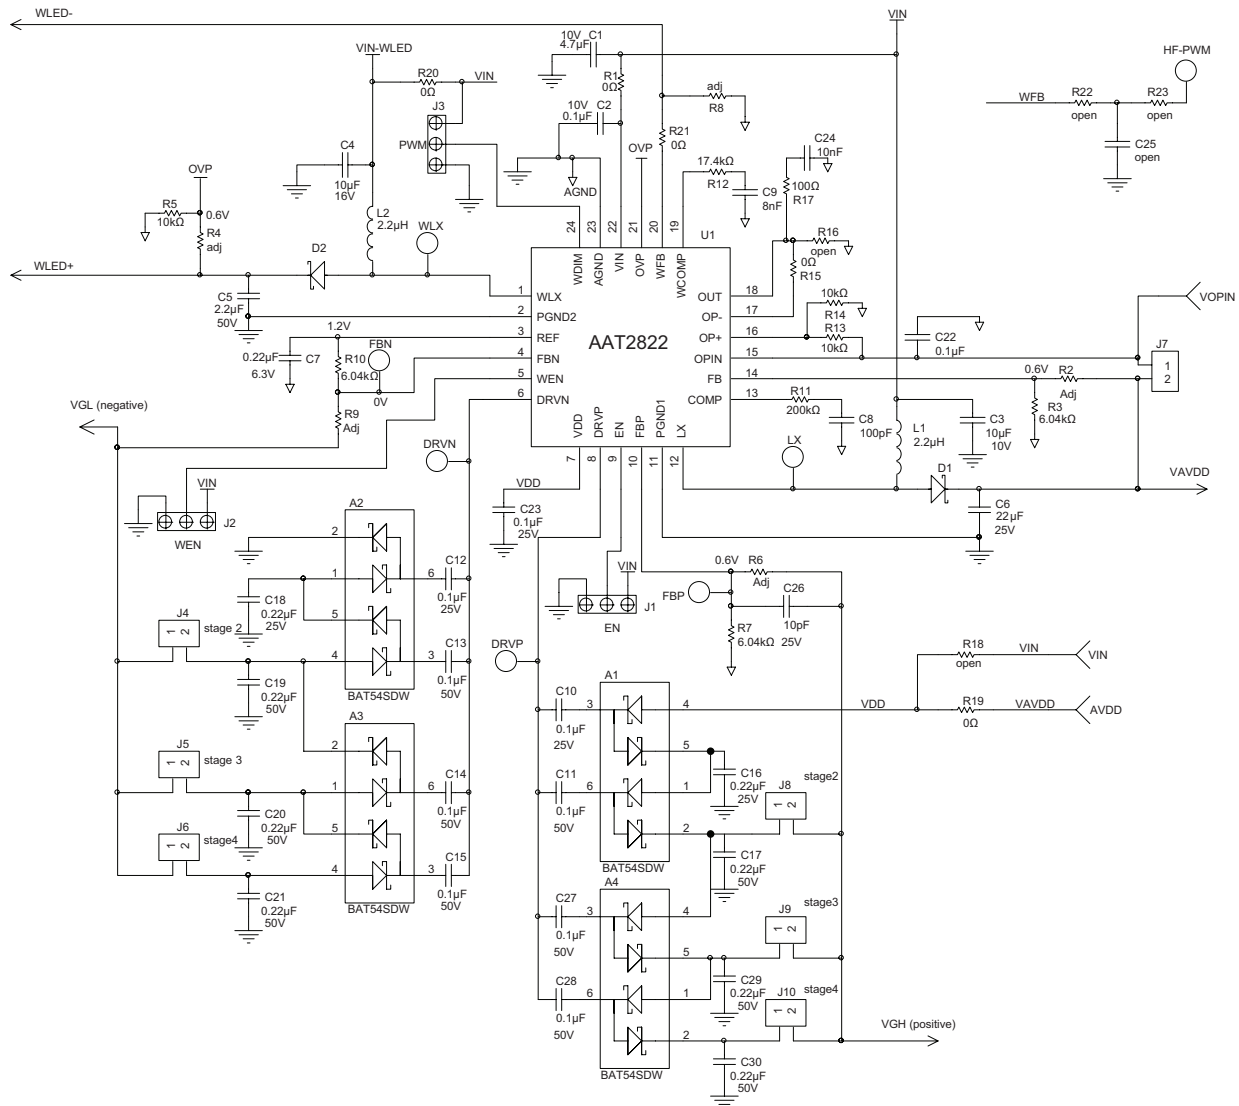 WLED-
VIN
VIN-WLED
R20
0Ω
VIN
J3
PWM
10V C1
4.7µF
R1
0Ω
10V
0.1µF
C2
adj
R8
R21
0Ω
OVP
AGND
HF-PWM
WFB
R22
open
R23
open
C25
open
C24
10nF
100Ω
R17
17.4kΩ
R12
C9
8nF
R16
open
0Ω
R15
C4
10µF
16V
OVP
R5
10kΩ
0.6V
R4
adj
L2
2.2µH
WLX
D2
WLED+
C5
2.2µF
50V
U1
24
23
22
21
20
19
WDIM
AGND
VIN
OVP
WFB
WCOMP
AAT2822
1 WLX
2 PGND2
3 REF
4 FBN
5 WEN
6 DRVN
OUT 18
OP- 17
OP+ 16
OPIN 15
FB 14
COMP 13
VDD
DRVP
EN
FBP
PGND1
LX
7
8
9
10
11
12
10kΩ
R14
R13
10kΩ
C22
0.1µF
VOPIN
J7
1
2
0.6V
R2
Adj
R3
6.04kΩ
R11
200kΩ
C8
100pF
L1
2.2µH
C3
10µF
10V
LX
D1
VAVDD
C6
22µF
25V
1.2V
0.22µF
C7
6.3V
R10
6.04kΩ
FBN
0V
R9
Adj
VGL (negative)
DRVN
VIN
J2
WEN
VDD
C23
0.1µF
25V
A2
2
1
5
4
6
3
C12
0.1µF
25V
C13
0.1µF
50V
BAT54SDW
C18
0.22µF
25V
J4
1 2
stage 2
C19
0.22µF
50V
A3
2
1
5
4
6
3
C14
0.1µF
50V
C15
0.1µF
50V
BAT54SDW
J5
1 2
stage 3
C20
0.22µF
50V
J6
1 2
stage4
C21
0.22µF
50V
VIN
J1
EN
0.6V
R6
Adj
FBP
C26
10pF
25V
R7
6.04kΩ
DRVP
R18
open
VIN
VIN
R19
0Ω
VAVDD
AVDD
VDD
A1
C10
0.1µF
25V
3
4
5
C11
0.1µF
50V
6
1
2
BAT54SDW
C16
0.22µF
25V
J8
1 2
stage2
C17
0.22µF
50V
A4
C27
0.1µF
50V
3
4
5
C28
0.1µF
50V
6
1
2
BAT54SDW
J9
1 2
stage3
C29
0.22µF
50V
J10
1 2
stage4
C30
0.22µF
50V
VGH (positive)